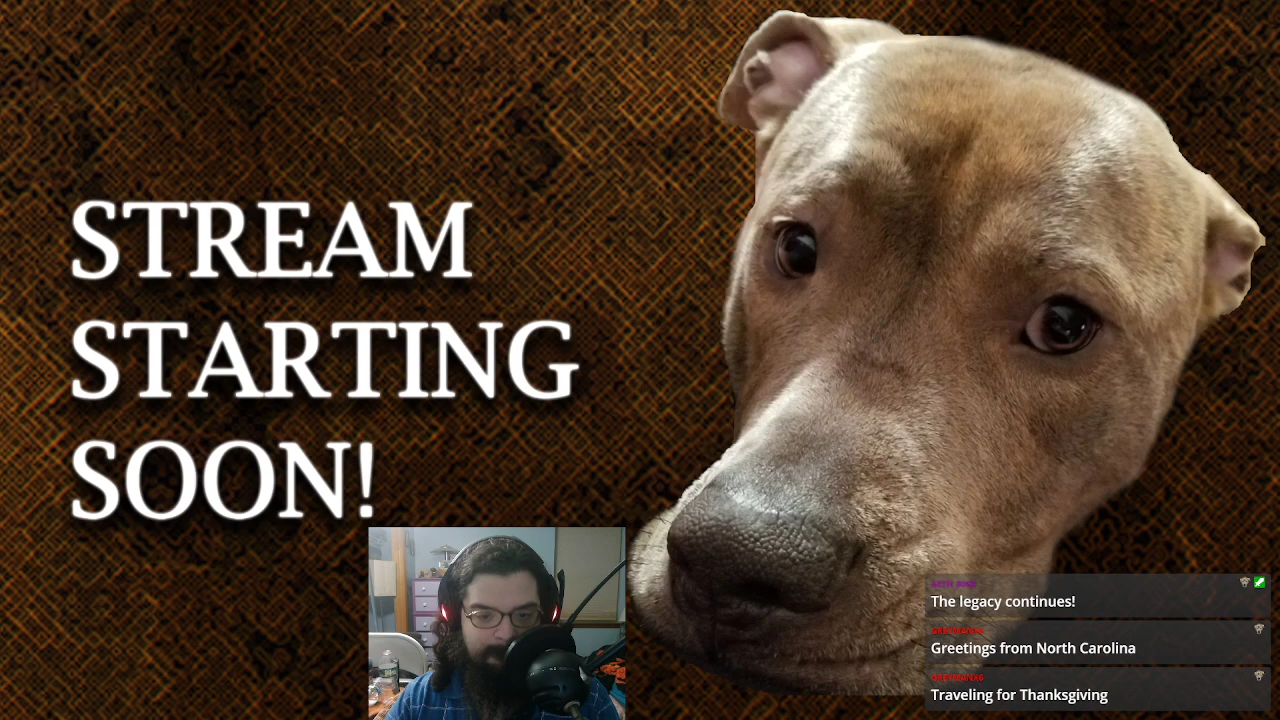 STREAM
STARTING
SOON!
The legacy continues!
Greetings from North Carolina
Traveling for Thanksgiving